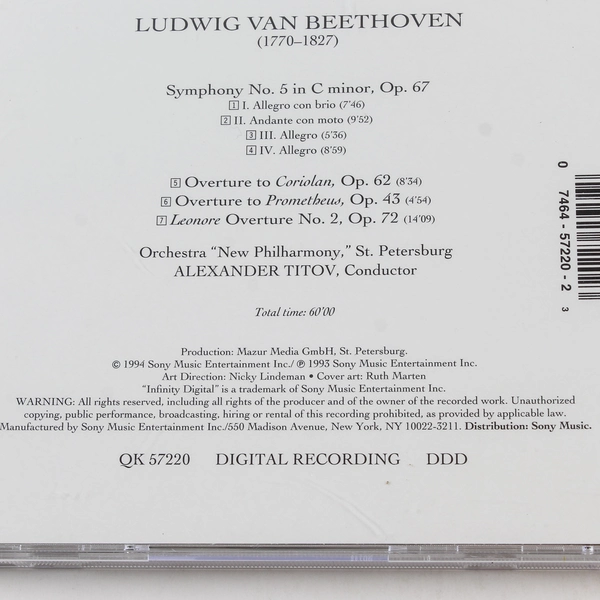 LUDWIG VAN BEETHOVEN
(1770–1827)
Symphony No. 5 in C minor, Op. 67
1 I. Allegro con brio (7'46)
2 II. Andante con moto (9'52)
3 III. Allegro (5'36)
4 IV. Allegro (8'59)
5 Overture to Coriolan, Op. 62 (8'34)
6 Overture to Prometheus, Op. 43 (4'54)
7 Leonore Overture No. 2, Op. 72 (14'09)
Orchestra “New Philharmony,” St. Petersburg
ALEXANDER TITOV, Conductor
Total time: 60'00
Production: Mazur Media GmbH, St. Petersburg.
© 1994 Sony Music Entertainment Inc./ ℗ 1993 Sony Music Entertainment Inc.
Art Direction: Nicky Lindeman • Cover art: Ruth Marten
“Infinity Digital” is a trademark of Sony Music Entertainment Inc.
WARNING: All rights reserved, including all rights of the producer and of the owner of the recorded work. Unauthorized
copying, public performance, broadcasting, hiring or rental of this recording prohibited, as provided by applicable law.
Manufactured by Sony Music Entertainment Inc./550 Madison Avenue, New York, NY 10022-3211. Distribution: Sony Music.
QK 57220 DIGITAL RECORDING DDD
0 7464-57220-2 3